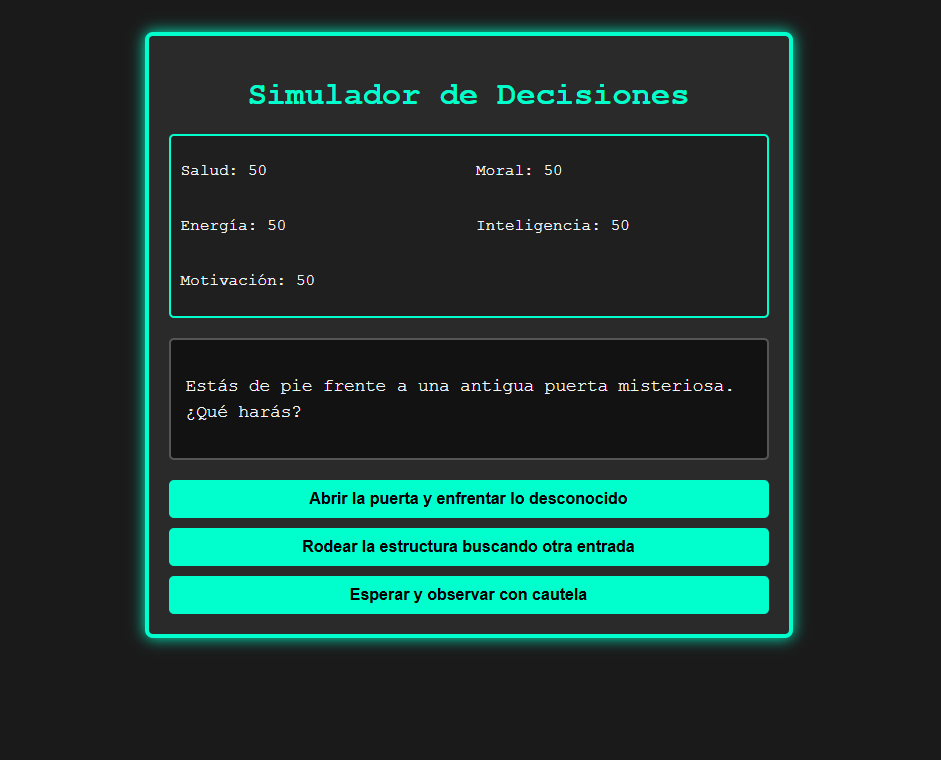 Simulador de Decisiones
Salud: 50
Moral: 50
Energía: 50
Inteligencia: 50
Motivación: 50
Estás de pie frente a una antigua puerta misteriosa.
¿Qué harás?
Abrir la puerta y enfrentar lo desconocido
Rodear la estructura buscando otra entrada
Esperar y observar con cautela